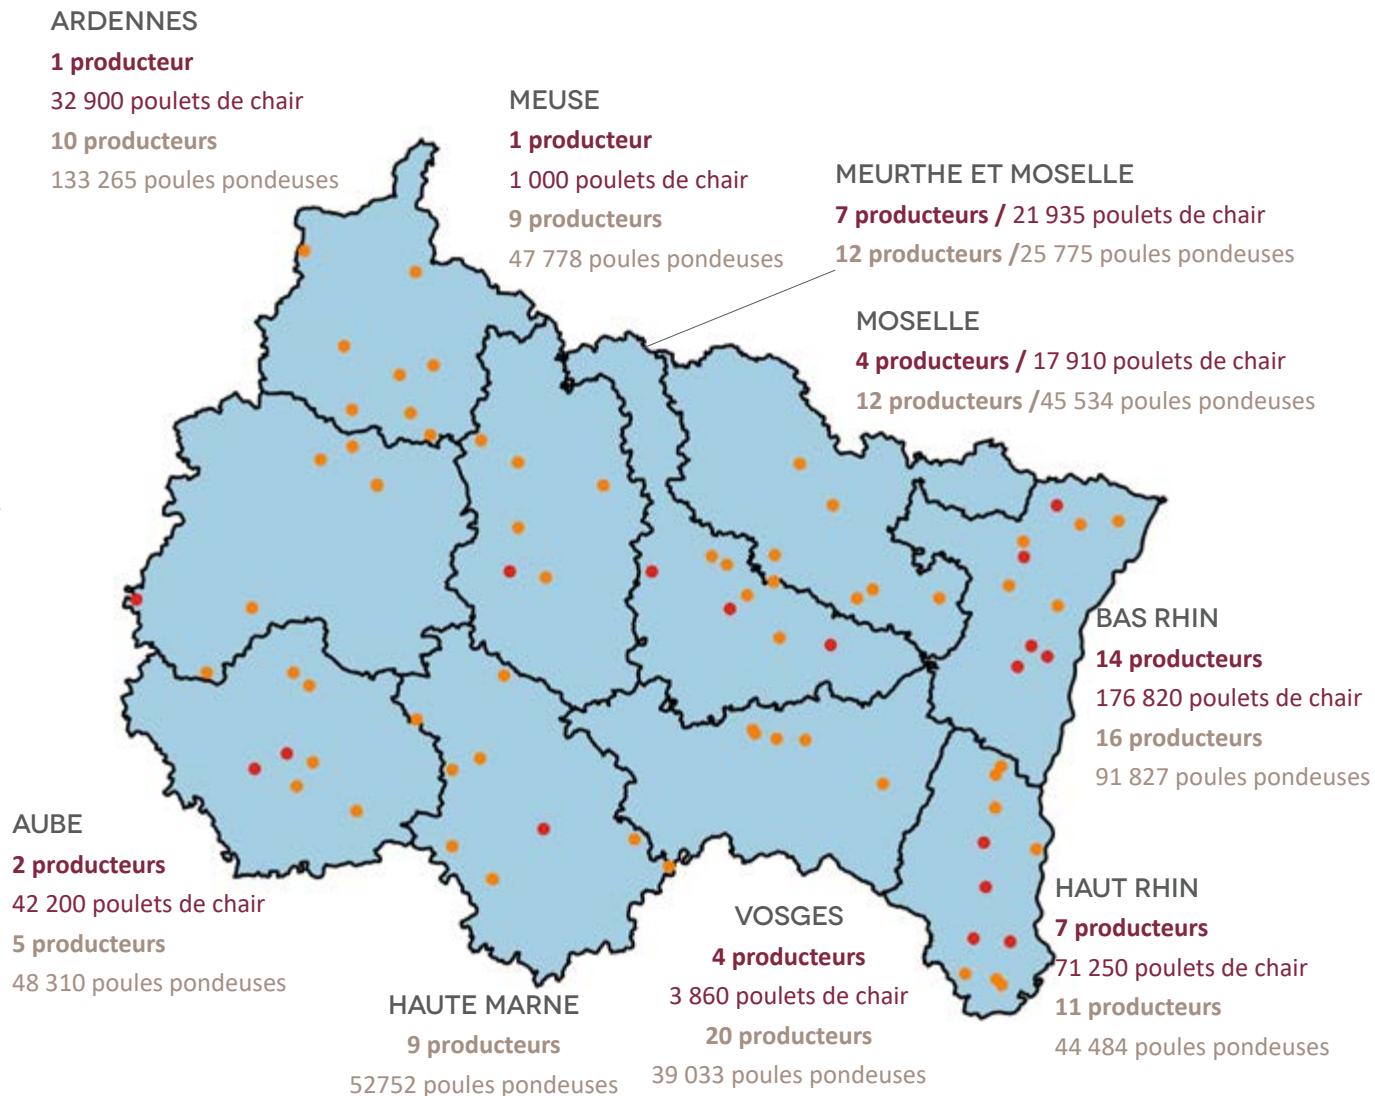 ARDENNES
1 producteur
32 900 poulets de chair
10 producteurs
133 265 poules pondeuses
MEUSE
1 producteur
1 000 poulets de chair
9 producteurs
47 778 poules pondeuses
MEURTHE ET MOSELLE
7 producteurs / 21 935 poulets de chair
12 producteurs /25 775 poules pondeuses
MOSELLE
4 producteurs / 17 910 poulets de chair
12 producteurs /45 534 poules pondeuses
BAS RHIN
14 producteurs
176 820 poulets de chair
16 producteurs
91 827 poules pondeuses
AUBE
2 producteurs
42 200 poulets de chair
5 producteurs
48 310 poules pondeuses
HAUTE MARNE
9 producteurs
52752 poules pondeuses
VOSGES
4 producteurs
3 860 poulets de chair
20 producteurs
39 033 poules pondeuses
HAUT RHIN
7 producteurs
71 250 poulets de chair
11 producteurs
44 484 poules pondeuses